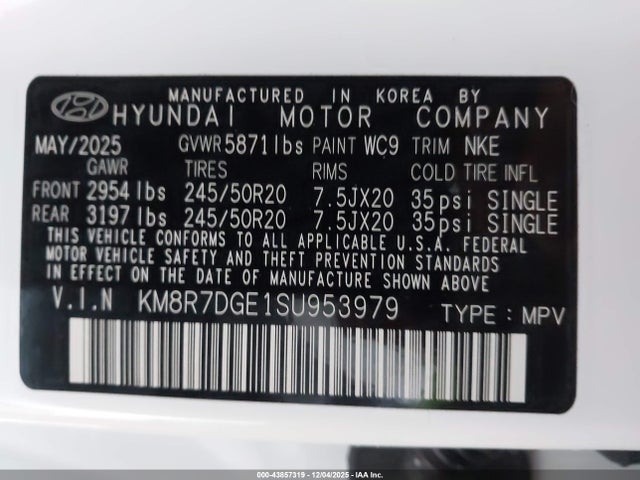 MANUFACTURED IN KOREA BY
HYUNDAI MOTOR COMPANY
MAY/2025 GVWR 5871 lbs PAINT WC9 TRIM NKE
GAWR TIRES RIMS COLD TIRE INFL
FRONT 2954 lbs 245/50R20 7.5JX20 35psi SINGLE
REAR 3197 lbs 245/50R20 7.5JX20 35psi SINGLE
THIS VEHICLE CONFORMS TO ALL APPLICABLE U.S.A. FEDERAL
MOTOR VEHICLE SAFETY AND THEFT PREVENTION STANDARDS
IN EFFECT ON THE DATE OF MANUFACTURE SHOWN ABOVE
V.I.N KM8R7DGE1SU953979 TYPE : MPV
000-43857319 | 12/04/2025 | IAA Inc.